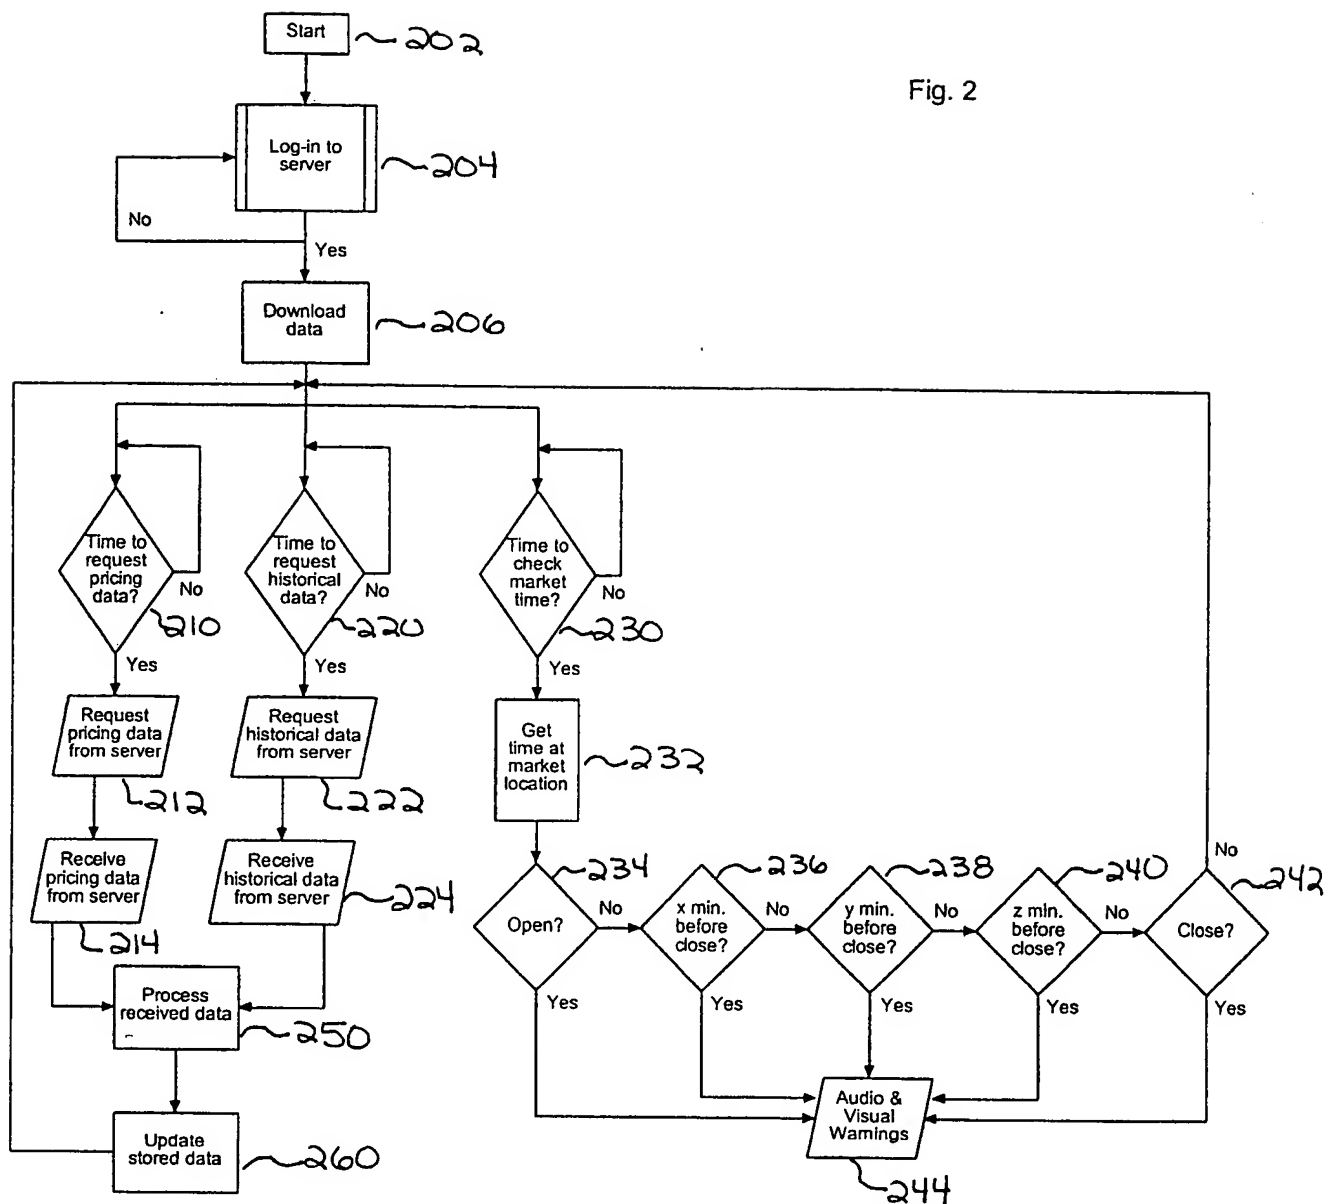 Start
202
Fig. 2
Log-in to
server
204
No
Yes
Download
data
206
Time to
request
pricing
data?
No
210
Yes
Time to
request
historical
data?
No
220
Yes
Time to
check
market
time?
No
230
Yes
Request
pricing data
from server
212
Request
historical data
from server
222
Get
time at
market
location
232
Receive
pricing data
from server
214
Receive
historical data
from server
224
Open?
234
No
Yes
x min.
before
close?
236
No
Yes
y min.
before
close?
238
No
Yes
z min.
before
close?
240
No
Yes
Close?
242
No
Yes
Process
received data
250
Audio &
Visual
Warnings
244
Update
stored data
260